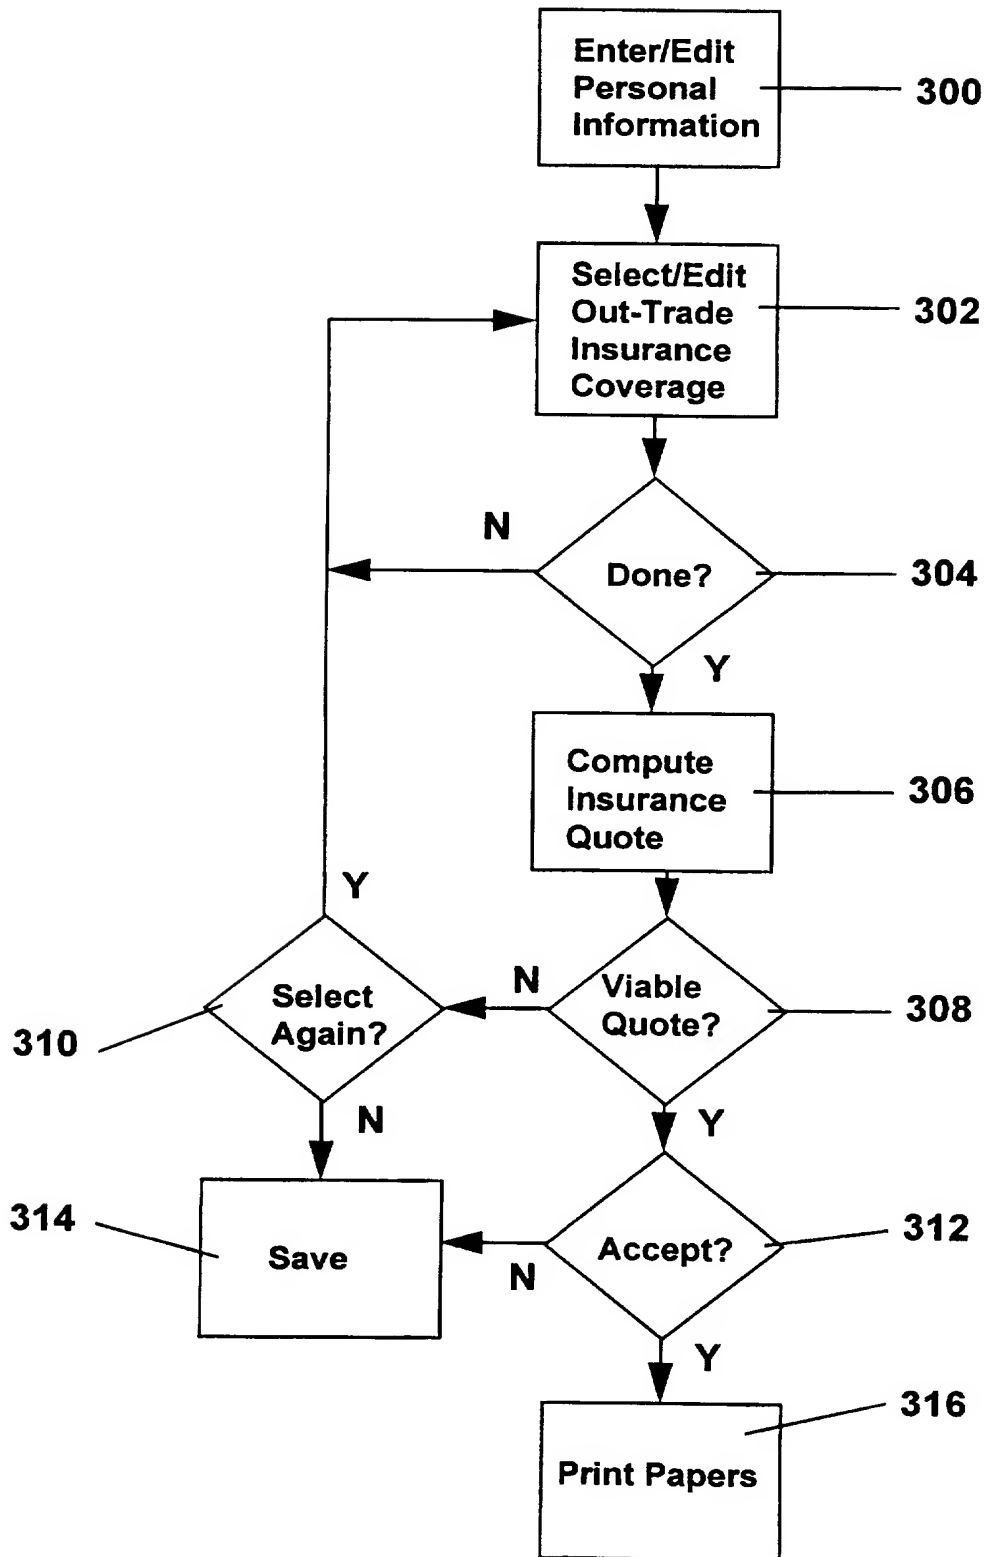 Enter/Edit
Personal
Information
300
Select/Edit
Out-Trade
Insurance
Coverage
302
N
Done?
304
Y
Compute
Insurance
Quote
306
Y
Select
Again?
310
N
Viable
Quote?
308
N
Y
314
Save
N
Accept?
312
Y
316
Print Papers